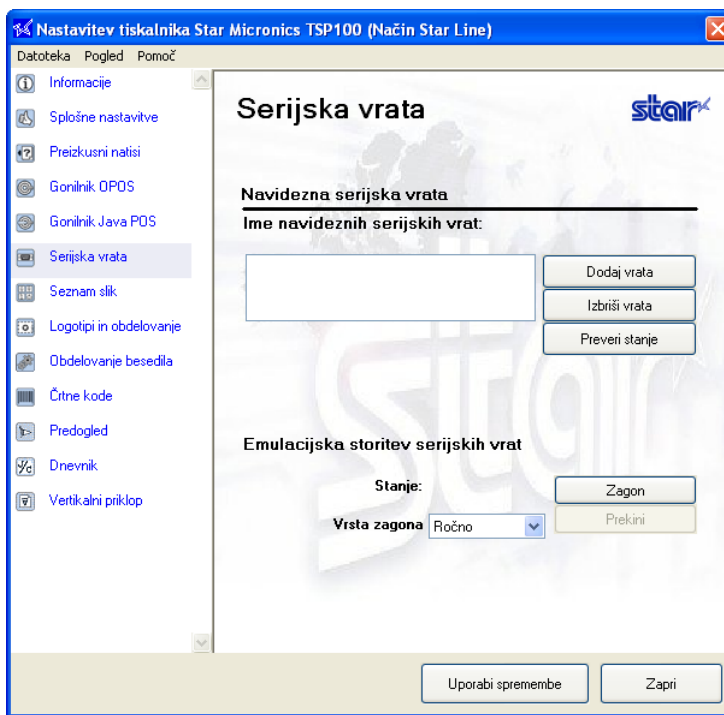 Nastavitev tiskalnika Star Micronics TSP100 (Način Star Line)
Datoteka Pogled Pomoč
Informacije
Splošne nastavitve
Preizkusni natisi
Gonilnik OPOS
Gonilnik Java POS
Serijska vrata
Seznam slik
Logotipi in obdelovanje
Obdelovanje besedila
Črtne kode
Predogled
Dnevnik
Vertikalni priklop
Serijska vrata
star
Navidezna serijska vrata
Ime navideznih serijskih vrat:
Dodaj vrata
Izbriši vrata
Preveri stanje
Emulacijska storitev serijskih vrat
Stanje:
Zagon
Vrsta zagona Ročno
Prekini
Uporabi spremembe
Zapri